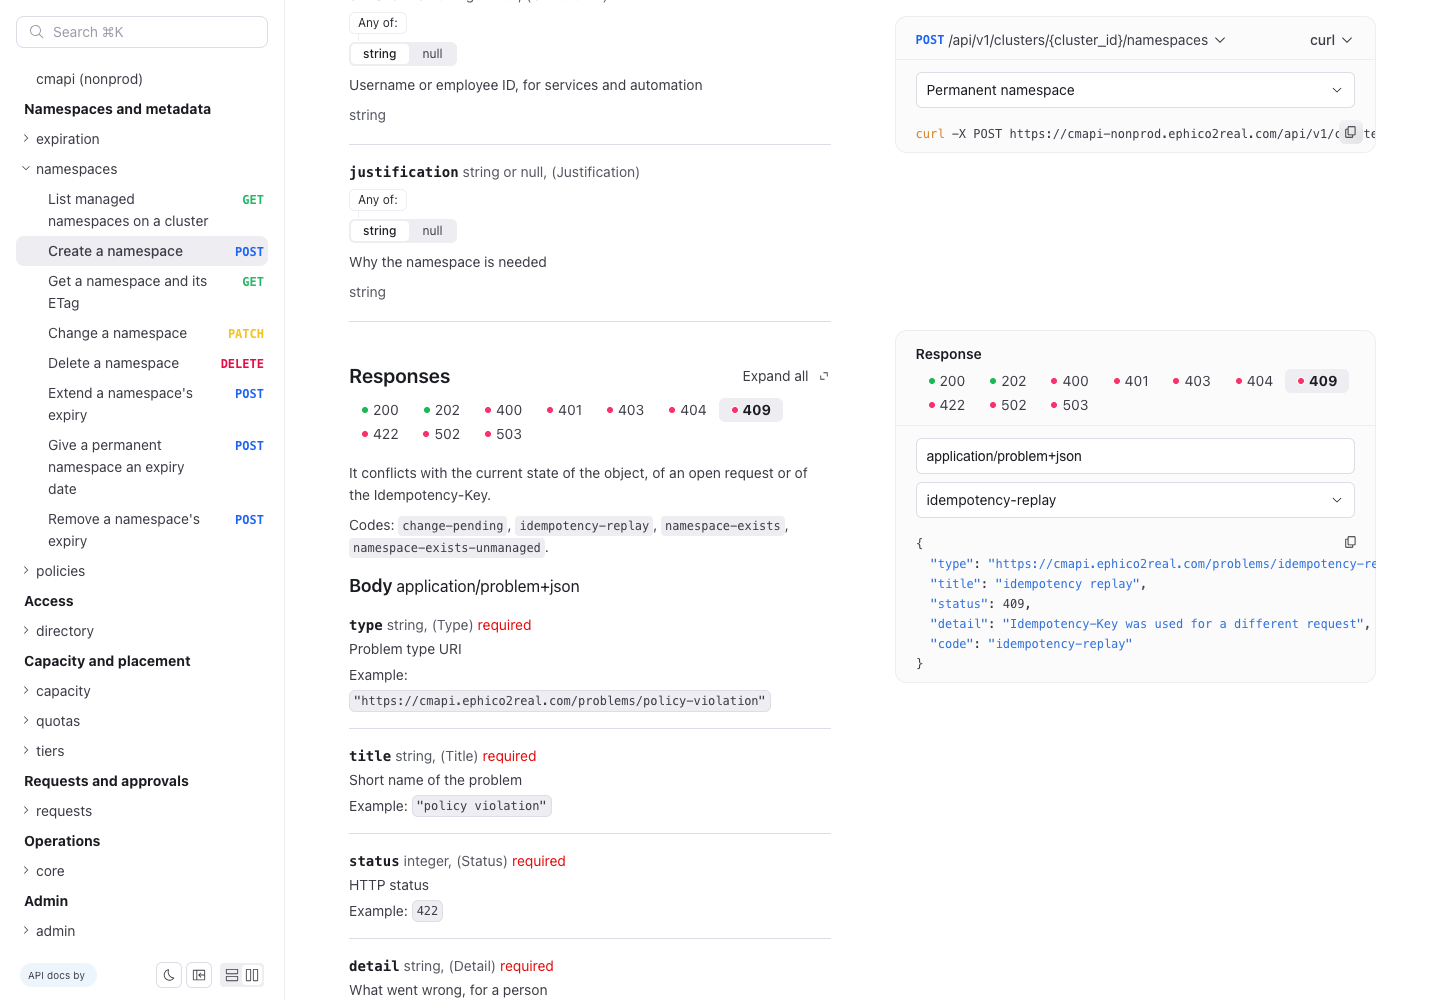 Search ⌘K
cmapi (nonprod)
Namespaces and metadata
expiration
namespaces
List managed GET
namespaces on a cluster
Create a namespace POST
Get a namespace and its GET
ETag
Change a namespace PATCH
Delete a namespace DELETE
Extend a namespace's POST
expiry
Give a permanent POST
namespace an expiry
date
Remove a namespace's POST
expiry
policies
Access
directory
Capacity and placement
capacity
quotas
tiers
Requests and approvals
requests
Operations
core
Admin
admin
API docs by
Any of:
string null
Username or employee ID, for services and automation
string
justification string or null, (Justification)
Any of:
string null
Why the namespace is needed
string
Responses Expand all
200 202 400 401 403 404 409
422 502 503
It conflicts with the current state of the object, of an open request or of
the Idempotency-Key.
Codes: change-pending, idempotency-replay, namespace-exists,
namespace-exists-unmanaged.
Body application/problem+json
type string, (Type) required
Problem type URI
Example:
"https://cmapi.ephico2real.com/problems/policy-violation"
title string, (Title) required
Short name of the problem
Example: "policy violation"
status integer, (Status) required
HTTP status
Example: 422
detail string, (Detail) required
What went wrong, for a person
POST /api/v1/clusters/{cluster_id}/namespaces curl
Permanent namespace
curl -X POST https://cmapi-nonprod.ephico2real.com/api/v1/
Response
200 202 400 401 403 404 409
422 502 503
application/problem+json
idempotency-replay
{
"type": "https://cmapi.ephico2real.com/problems/idempotency-re
"title": "idempotency replay",
"status": 409,
"detail": "Idempotency-Key was used for a different request",
"code": "idempotency-replay"
}